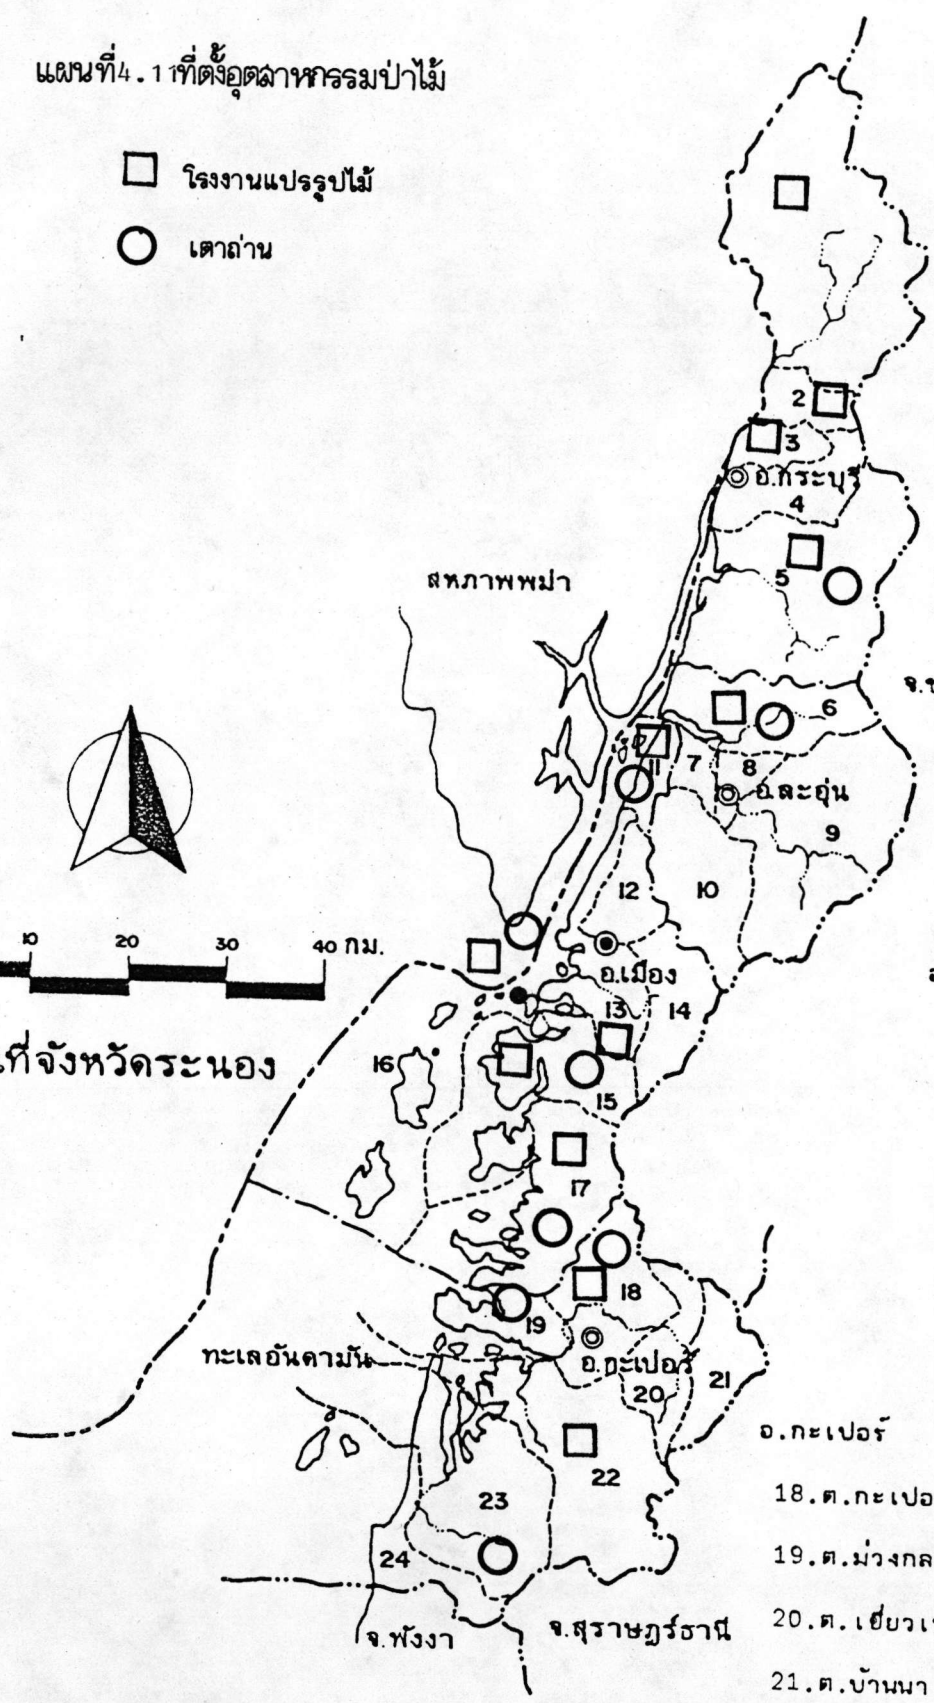 แผนที่4.11ที่ตั้งอุตสาหกรรมป่าไม้
โรงงานแปรรูปไม้
เตาถ่าน
2
3
อ.กระบุรี
4
5
สหภาพพม่า
6
11
7
8
อ.ละอุ่น
9
12
10
10 20 30 40 กม.
อ.เมือง
13
14
ที่จังหวัดระนอง
16
15
17
18
19
ทะเลอันดามัน
อ.กะเปอร์
20
21
อ.กะเปอร์
22
18.ต.กะเปอ
23
19.ต.ม่วงกล
24
20.ต.เชี่ยวเ
จ.พังงา
จ.สุราษฎร์ธานี
21.ต.บ้านนา